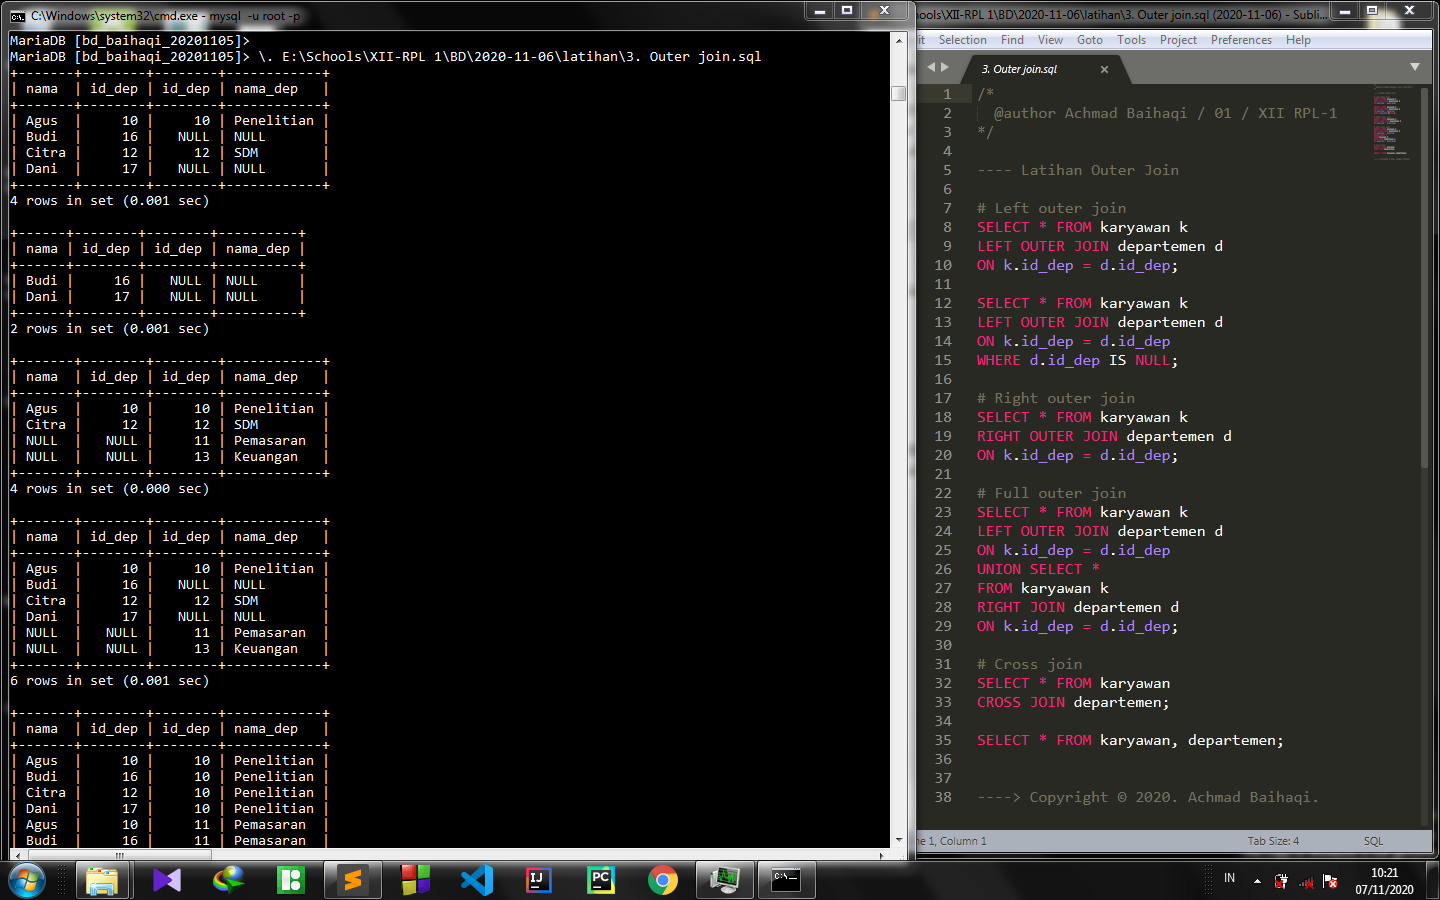 C:\Windows\system32\cmd.exe - mysql -u root -p
MariaDB [bd_baihaqi_20201105]>
MariaDB [bd_baihaqi_20201105]> \. E:\Schools\XII-RPL 1\BD\2020-11-06\latihan\3. Outer join.sql
+-------+--------+--------+------------+
| nama  | id_dep | id_dep | nama_dep   |
+-------+--------+--------+------------+
| Agus  |     10 |     10 | Penelitian |
| Budi  |     16 |   NULL | NULL       |
| Citra |     12 |     12 | SDM        |
| Dani  |     17 |   NULL | NULL       |
+-------+--------+--------+------------+
4 rows in set (0.001 sec)
+------+--------+--------+----------+
| nama | id_dep | id_dep | nama_dep |
+------+--------+--------+----------+
| Budi |     16 |   NULL | NULL     |
| Dani |     17 |   NULL | NULL     |
+------+--------+--------+----------+
2 rows in set (0.001 sec)
+-------+--------+--------+------------+
| nama  | id_dep | id_dep | nama_dep   |
+-------+--------+--------+------------+
| Agus  |     10 |     10 | Penelitian |
| Citra |     12 |     12 | SDM        |
| NULL  |   NULL |     11 | Pemasaran  |
| NULL  |   NULL |     13 | Keuangan   |
+-------+--------+--------+------------+
4 rows in set (0.000 sec)
+-------+--------+--------+------------+
| nama  | id_dep | id_dep | nama_dep   |
+-------+--------+--------+------------+
| Agus  |     10 |     10 | Penelitian |
| Budi  |     16 |   NULL | NULL       |
| Citra |     12 |     12 | SDM        |
| Dani  |     17 |   NULL | NULL       |
| NULL  |   NULL |     11 | Pemasaran  |
| NULL  |   NULL |     13 | Keuangan   |
+-------+--------+--------+------------+
6 rows in set (0.001 sec)
+-------+--------+--------+------------+
| nama  | id_dep | id_dep | nama_dep   |
+-------+--------+--------+------------+
| Agus  |     10 |     10 | Penelitian |
| Budi  |     16 |     10 | Penelitian |
| Citra |     12 |     10 | Penelitian |
| Dani  |     17 |     10 | Penelitian |
| Agus  |     10 |     11 | Pemasaran  |
| Budi  |     16 |     11 | Pemasaran  |
ools\XII-RPL 1\BD\2020-11-06\latihan\3. Outer join.sql (2020-11-06) - Subli...
it Selection Find View Goto Tools Project Preferences Help
3. Outer join.sql
1 /*
2   @author Achmad Baihaqi / 01 / XII RPL-1
3 */
4
5 ---- Latihan Outer Join
6
7 # Left outer join
8 SELECT * FROM karyawan k
9 LEFT OUTER JOIN departemen d
10 ON k.id_dep = d.id_dep;
11
12 SELECT * FROM karyawan k
13 LEFT OUTER JOIN departemen d
14 ON k.id_dep = d.id_dep
15 WHERE d.id_dep IS NULL;
16
17 # Right outer join
18 SELECT * FROM karyawan k
19 RIGHT OUTER JOIN departemen d
20 ON k.id_dep = d.id_dep;
21
22 # Full outer join
23 SELECT * FROM karyawan k
24 LEFT OUTER JOIN departemen d
25 ON k.id_dep = d.id_dep
26 UNION SELECT *
27 FROM karyawan k
28 RIGHT JOIN departemen d
29 ON k.id_dep = d.id_dep;
30
31 # Cross join
32 SELECT * FROM karyawan
33 CROSS JOIN departemen;
34
35 SELECT * FROM karyawan, departemen;
36
37
38 ----> Copyright © 2020. Achmad Baihaqi.
ne 1, Column 1
Tab Size: 4
SQL
IJ
PC
IN
10:21
07/11/2020